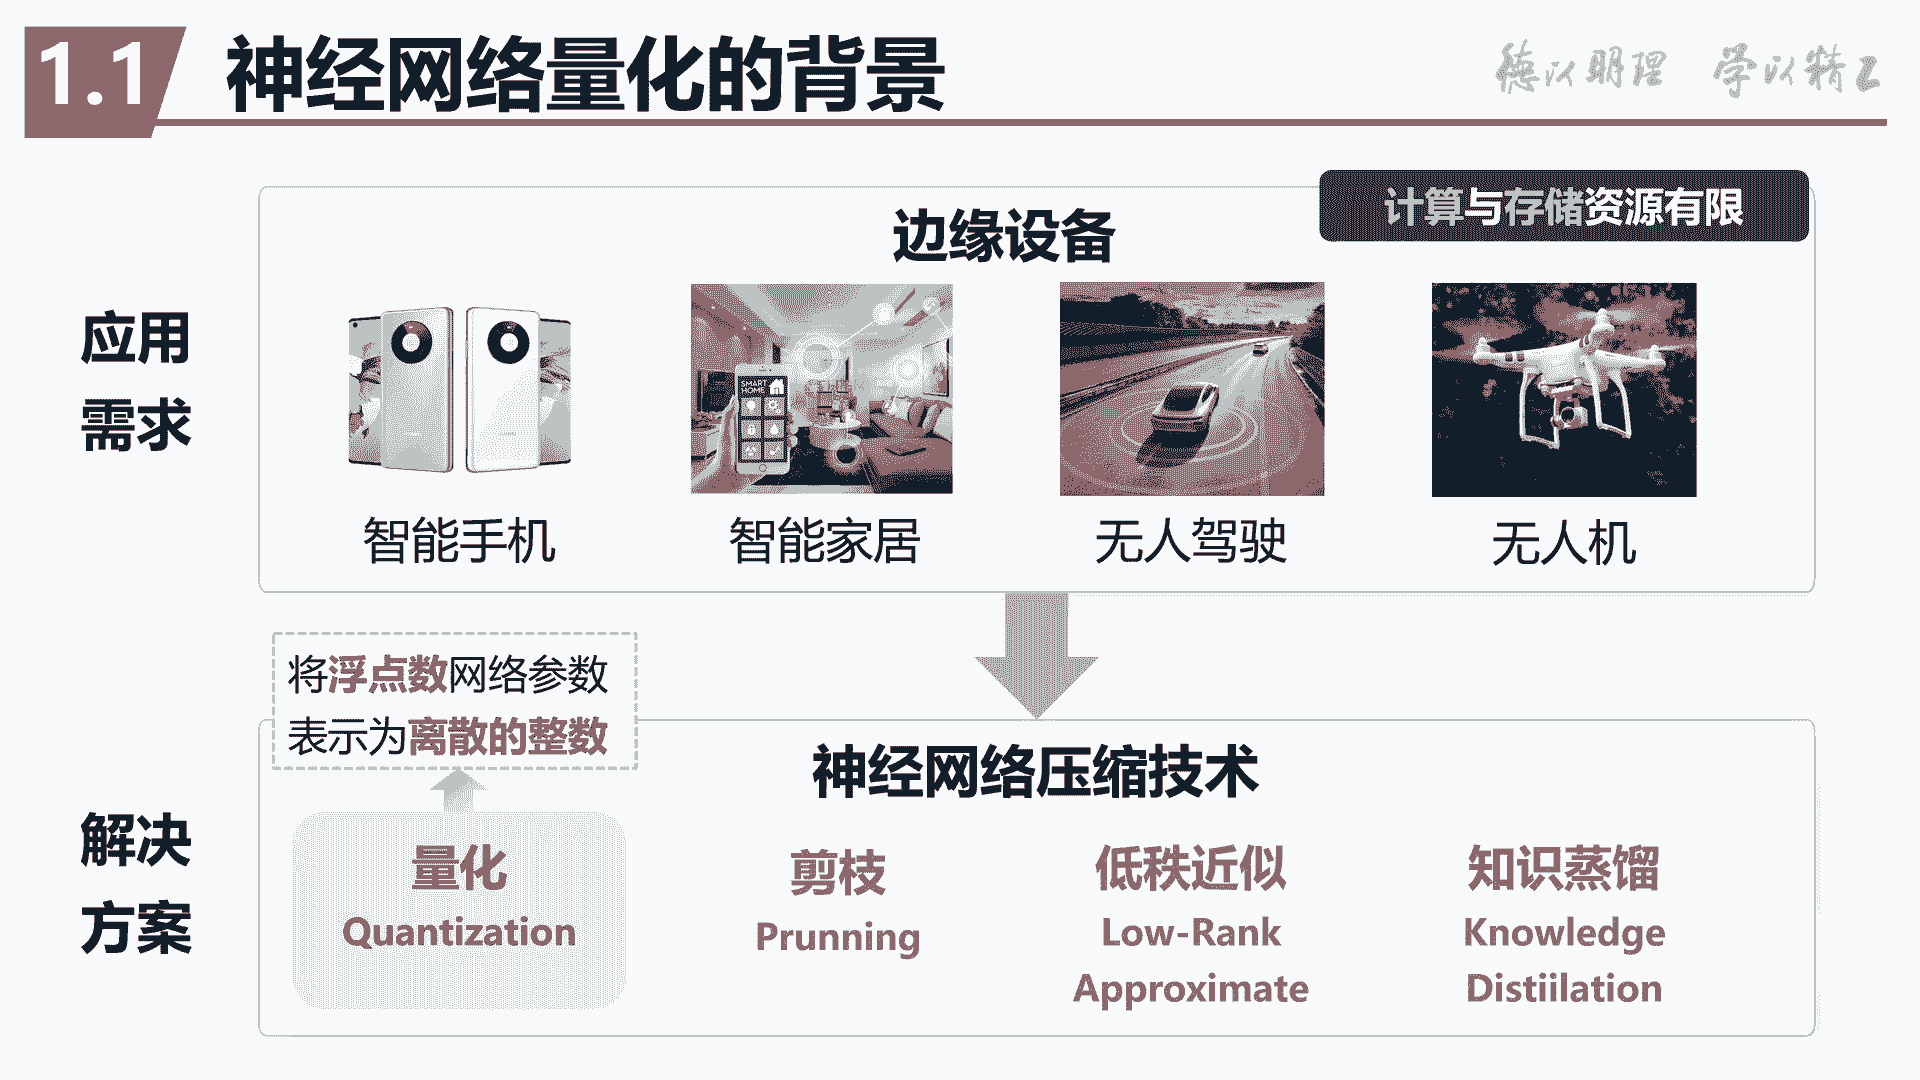 1.1 神经网络量化的背景
德以明理 学以精工
计算与存储资源有限
边缘设备
应用
需求
SMART
HOME
智能手机
智能家居
无人驾驶
无人机
将浮点数网络参数
表示为离散的整数
神经网络压缩技术
解决
方案
量化
Quantization
剪枝
Prunning
低秩近似
Low-Rank
Approximate
知识蒸馏
Knowledge
Distiilation